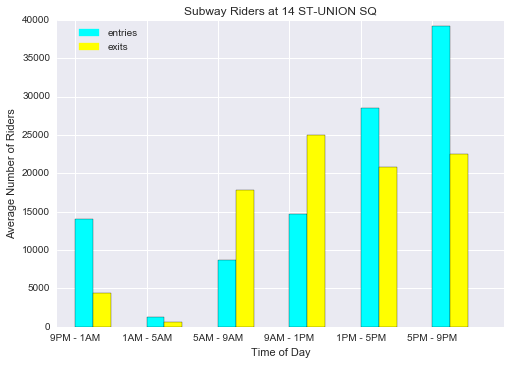 Subway Riders at 14 ST-UNION SQ
entries
exits
Average Number of Riders
40000
35000
30000
25000
20000
15000
10000
5000
0
9PM - 1AM
1AM - 5AM
5AM - 9AM
9AM - 1PM
1PM - 5PM
5PM - 9PM
Time of Day